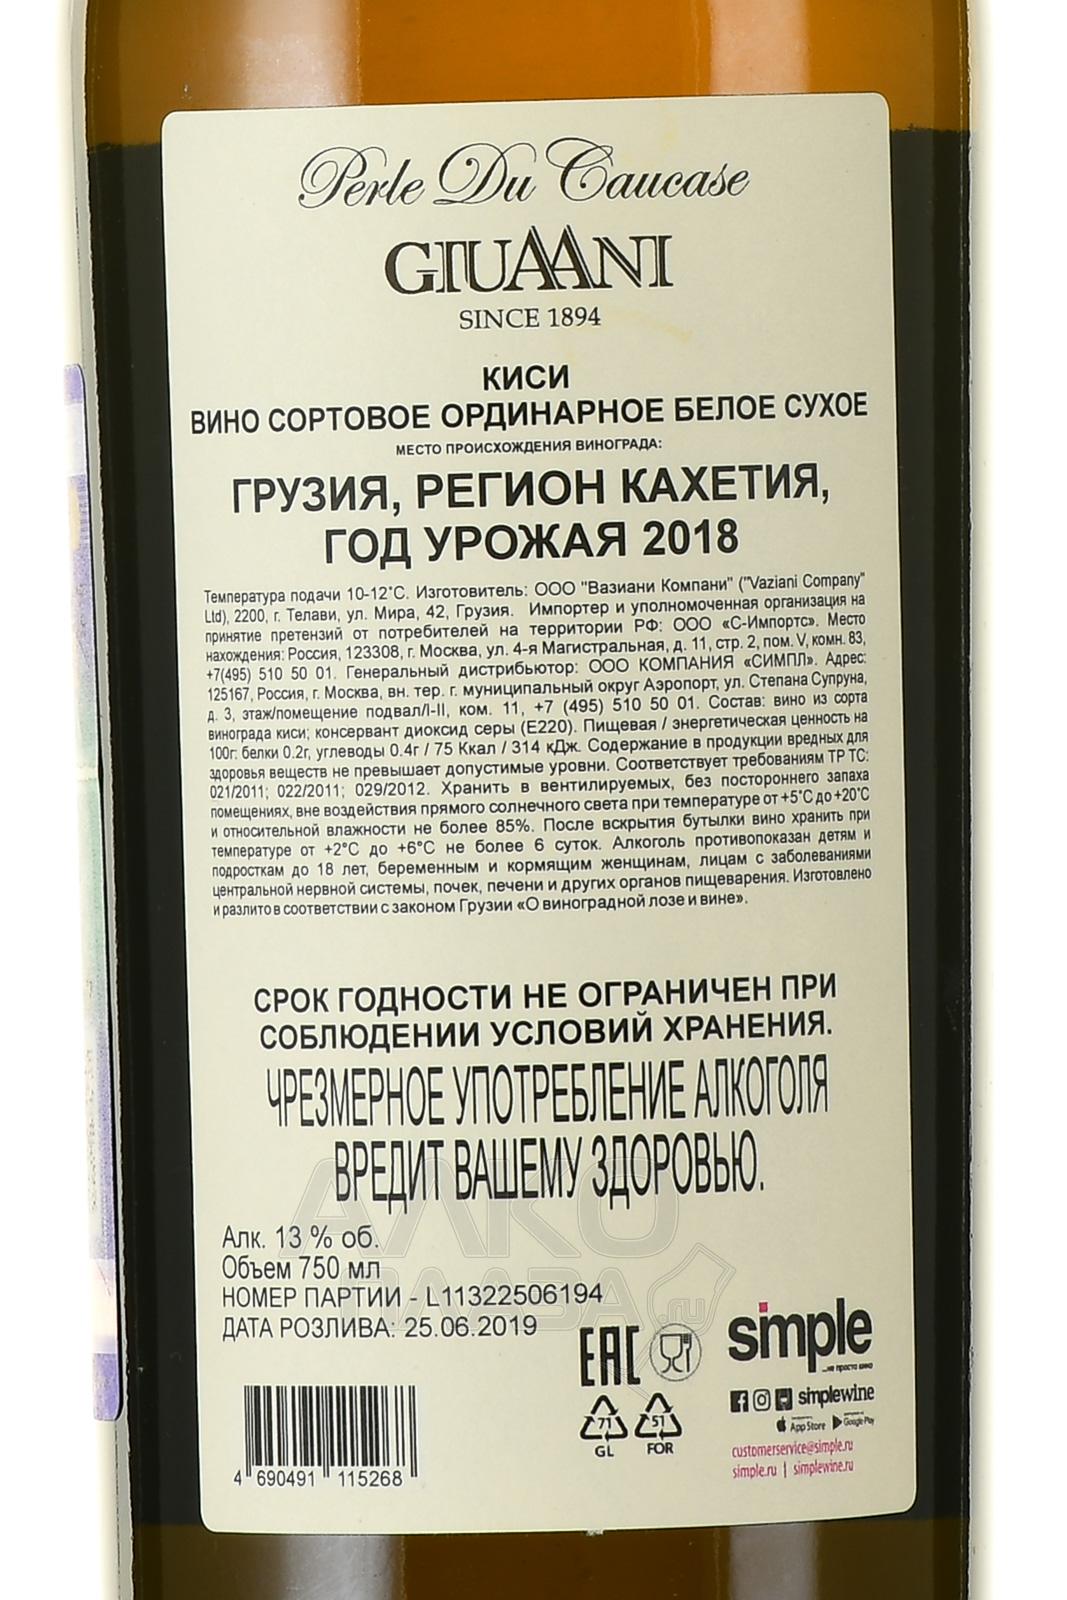 Perle Du Caucase
GIUAANI
SINCE 1894
КИСИ
ВИНО СОРТОВОЕ ОРДИНАРНОЕ БЕЛОЕ СУХОЕ
МЕСТО ПРОИСХОЖДЕНИЯ ВИНОГРАДА:
ГРУЗИЯ, РЕГИОН КАХЕТИЯ,
ГОД УРОЖАЯ 2018
Температура подачи 10-12°С. Изготовитель: ООО "Вазиани Компани" ("Vaziani Company"
Ltd), 2200, г. Телави, ул. Мира, 42, Грузия. Импортер и уполномоченная организация на
принятие претензий от потребителей на территории РФ: ООО «С-Импортс». Место
нахождения: Россия, 123308, г. Москва, ул. 4-я Магистральная, д. 11, стр. 2, пом. V, комн. 83,
+7(495) 510 50 01. Генеральный дистрибьютор: ООО КОМПАНИЯ «СИМПЛ». Адрес:
125167, Россия, г. Москва, вн. тер. г. муниципальный округ Аэропорт, ул. Степана Супруна,
д. 3, этаж/помещение подвал/I-II, ком. 11, +7 (495) 510 50 01. Состав: вино из сорта
винограда киси; консервант диоксид серы (Е220). Пищевая / энергетическая ценность на
100г: белки 0.2г, углеводы 0.4г / 75 Ккал / 314 кДж. Содержание в продукции вредных для
здоровья веществ не превышает допустимые уровни. Соответствует требованиям ТР ТС:
021/2011; 022/2011; 029/2012. Хранить в вентилируемых, без постороннего запаха
помещениях, вне воздействия прямого солнечного света при температуре от +5°С до +20°С
и относительной влажности не более 85%. После вскрытия бутылки вино хранить при
температуре от +2°С до +6°С не более 6 суток. Алкоголь противопоказан детям и
подросткам до 18 лет, беременным и кормящим женщинам, лицам с заболеваниями
центральной нервной системы, почек, печени и других органов пищеварения. Изготовлено
и разлито в соответствии с законом Грузии «О виноградной лозе и вине».
СРОК ГОДНОСТИ НЕ ОГРАНИЧЕН ПРИ
СОБЛЮДЕНИИ УСЛОВИЙ ХРАНЕНИЯ.
ЧРЕЗМЕРНОЕ УПОТРЕБЛЕНИЕ АЛКОГОЛЯ
ВРЕДИТ ВАШЕМУ ЗДОРОВЬЮ.
АЛКО
ПЛАЗА .ru
Алк. 13 % об.
Объем 750 мл
НОМЕР ПАРТИИ - L11322506194
ДАТА РОЗЛИВА: 25.06.2019
EAC
simple
...не просто вино
simplewine
App Store Google Play
71 51
GL FOR
customerservice@simple.ru
simple.ru | simplewine.ru
4 690491 115268